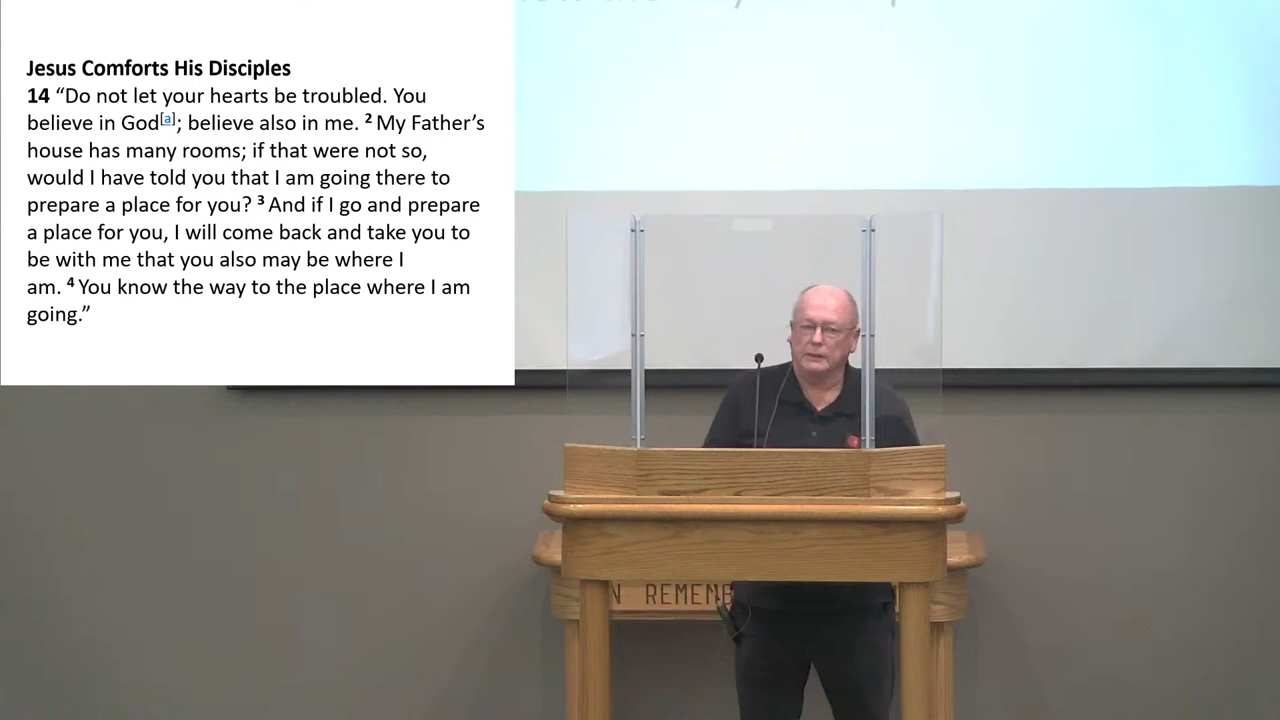 Jesus Comforts His Disciples
14 “Do not let your hearts be troubled. You
believe in God[a]; believe also in me. 2 My Father’s
house has many rooms; if that were not so,
would I have told you that I am going there to
prepare a place for you? 3 And if I go and prepare
a place for you, I will come back and take you to
be with me that you also may be where I
am. 4 You know the way to the place where I am
going.”